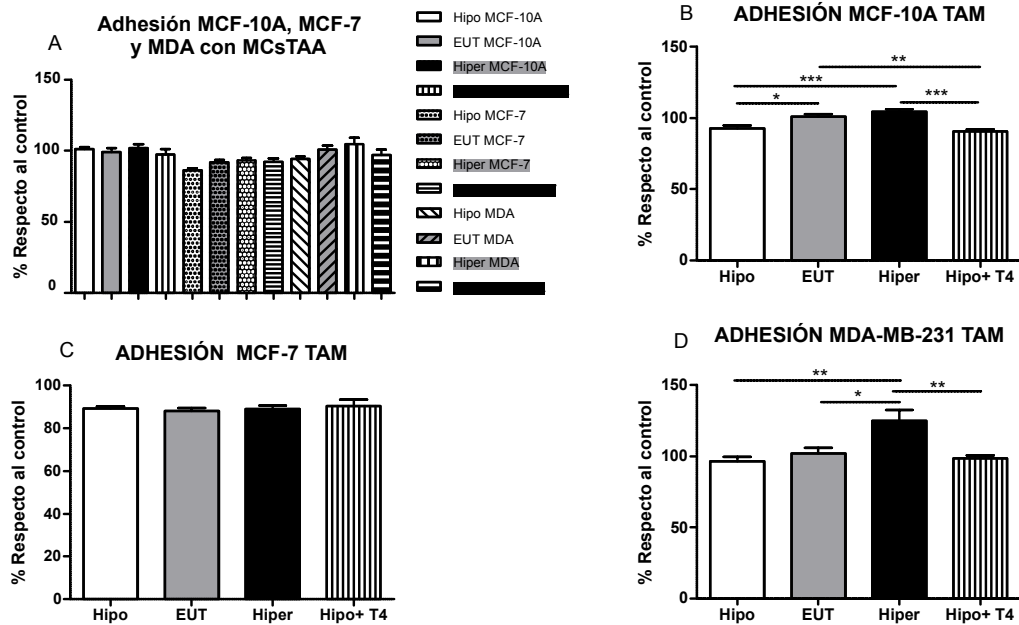 A
Adhesión MCF-10A, MCF-7
y MDA con MCsTAA
% Respecto al control
150
100
50
0
Hipo MCF-10A
EUT MCF-10A
Hiper MCF-10A
Hipo MCF-7
EUT MCF-7
Hiper MCF-7
Hipo MDA
EUT MDA
Hiper MDA
B
ADHESIÓN MCF-10A TAM
% Respecto al control
150
100
50
0
**
***
*
***
Hipo
EUT
Hiper
Hipo+ T4
C
ADHESIÓN MCF-7 TAM
% Respecto al control
100
80
60
40
20
0
Hipo
EUT
Hiper
Hipo+ T4
D
ADHESIÓN MDA-MB-231 TAM
% Respecto al control
150
100
50
0
**
*
**
Hipo
EUT
Hiper
Hipo+ T4